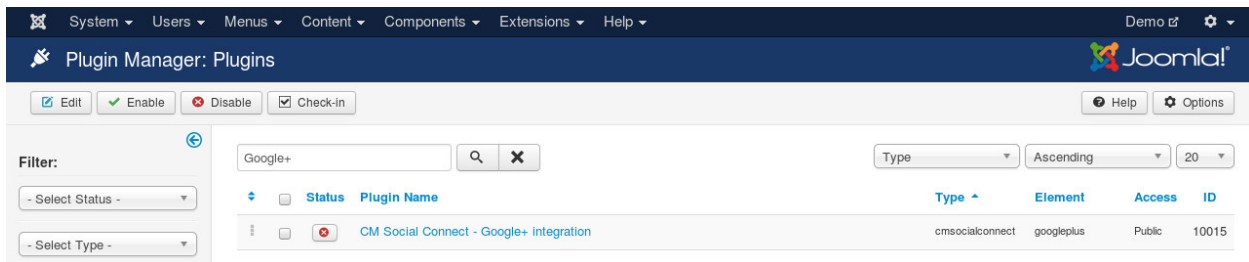 System Users Menus Content Components Extensions Help Demo
Plugin Manager: Plugins Joomla!
Edit Enable Disable Check-in Help Options
Filter:
Google+ Type Ascending 20
- Select Status -
Status Plugin Name Type Element Access ID
- Select Type -
CM Social Connect - Google+ integration cmsocialconnect googleplus Public 10015